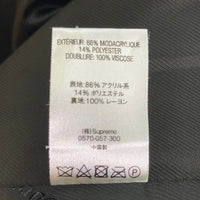 EXTÉRIEUR: 86% MODACRYLIQUE
14% POLYESTER
DOUBLURE: 100% VISCOSE
表地: 86%アクリル系
14%ポリエステル
裏地: 100%レーヨン
(株) Supreme
0570-057-300
中国製